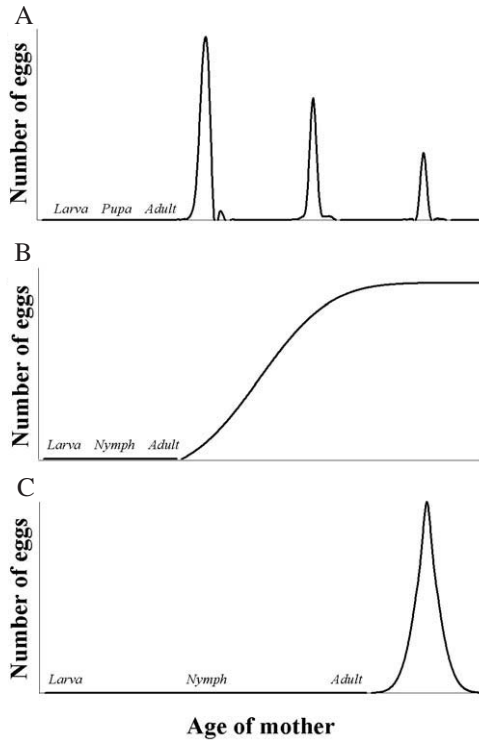 A
Number of eggs
Larva Pupa Adult
B
Number of eggs
Larva Nymph Adult
C
Number of eggs
Larva Nymph Adult
Age of mother